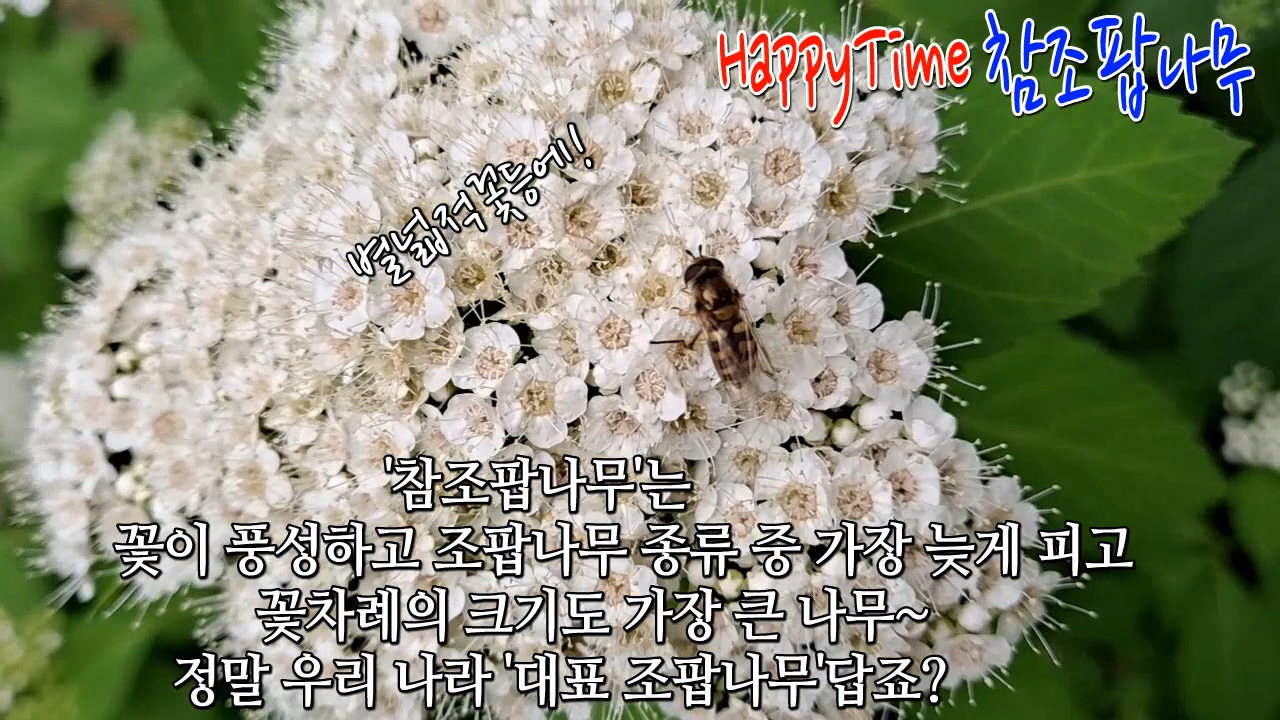 HappyTime 참조팝나무
별넓적꽃등에!
'참조팝나무'는
꽃이 풍성하고 조팝나무 종류 중 가장 늦게 피고
꽃차례의 크기도 가장 큰 나무~
정말 우리 나라 '대표 조팝나무'답죠?